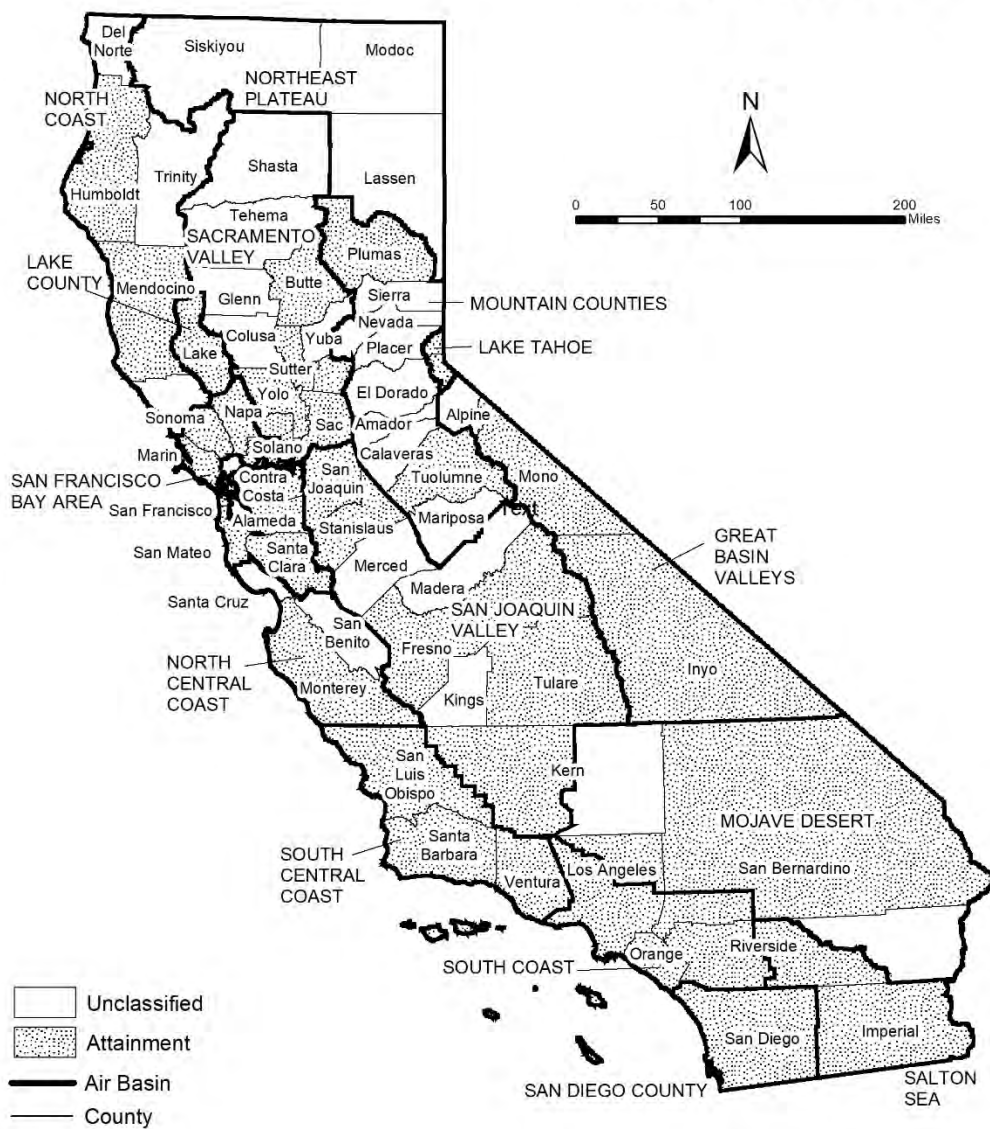 Del
Norte
Siskiyou
Modoc
NORTHEAST
PLATEAU
NORTH
COAST
N
Shasta
Trinity
Lassen
Humboldt
0 50 100 200
Miles
Tehema
SACRAMENTO
VALLEY
Plumas
LAKE
COUNTY
Mendocino
Butte
Glenn
Sierra
MOUNTAIN COUNTIES
Nevada
Colusa
Yuba
Placer
LAKE TAHOE
Lake
Sutter
Yolo
El Dorado
Napa
Sonoma
Sac
Amador
Alpine
Solano
Calaveras
Marin
SAN FRANCISCO
BAY AREA
Contra
Costa
San
Joaquin
Tuolumne
Mono
San Francisco
Alameda
Stanislaus
Mariposa
Text
San Mateo
Santa
Clara
Merced
GREAT
BASIN
VALLEYS
Madera
Santa Cruz
San
Benito
SAN JOAQUIN
VALLEY
Fresno
NORTH
CENTRAL
COAST
Monterey
Kings
Tulare
Inyo
San
Luis
Obispo
Kern
MOJAVE DESERT
Santa
Barbara
SOUTH
CENTRAL
COAST
Ventura
Los Angeles
San Bernardino
Orange
Riverside
SOUTH COAST
San Diego
Imperial
SAN DIEGO COUNTY
SALTON
SEA
Unclassified
Attainment
Air Basin
County